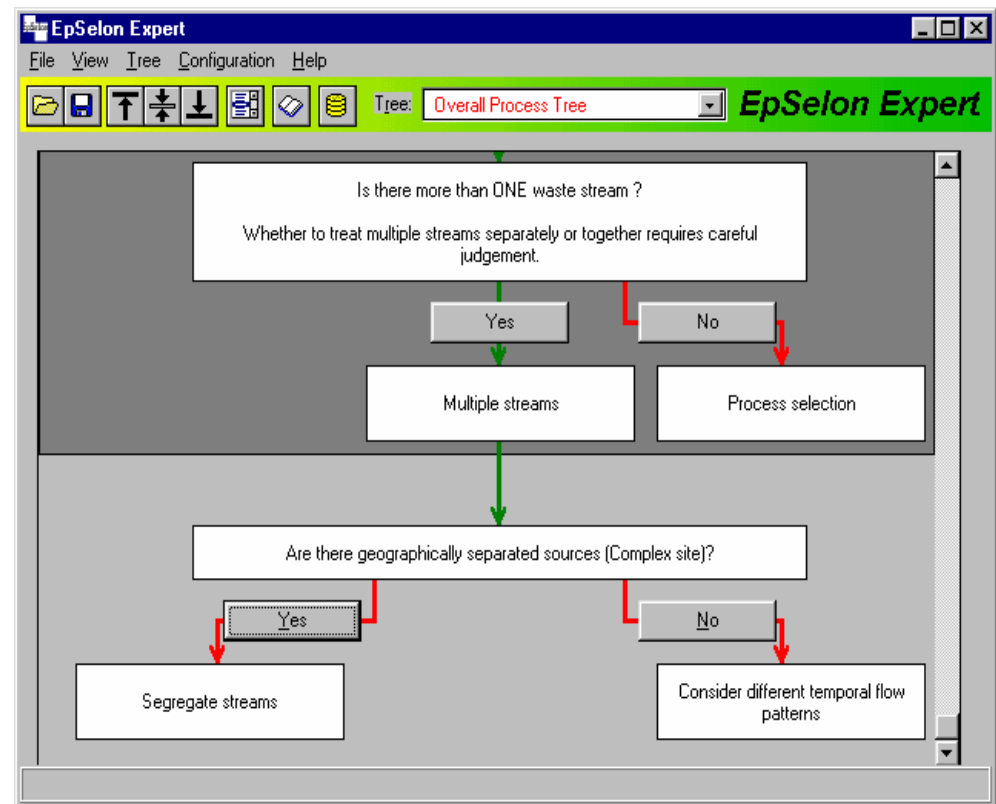 EpSelon Expert
File View Tree Configuration Help
Tree: Overall Process Tree EpSelon Expert
Is there more than ONE waste stream ?
Whether to treat multiple streams separately or together requires careful
judgement.
Yes No
Multiple streams Process selection
Are there geographically separated sources (Complex site)?
Yes No
Segregate streams
Consider different temporal flow
patterns